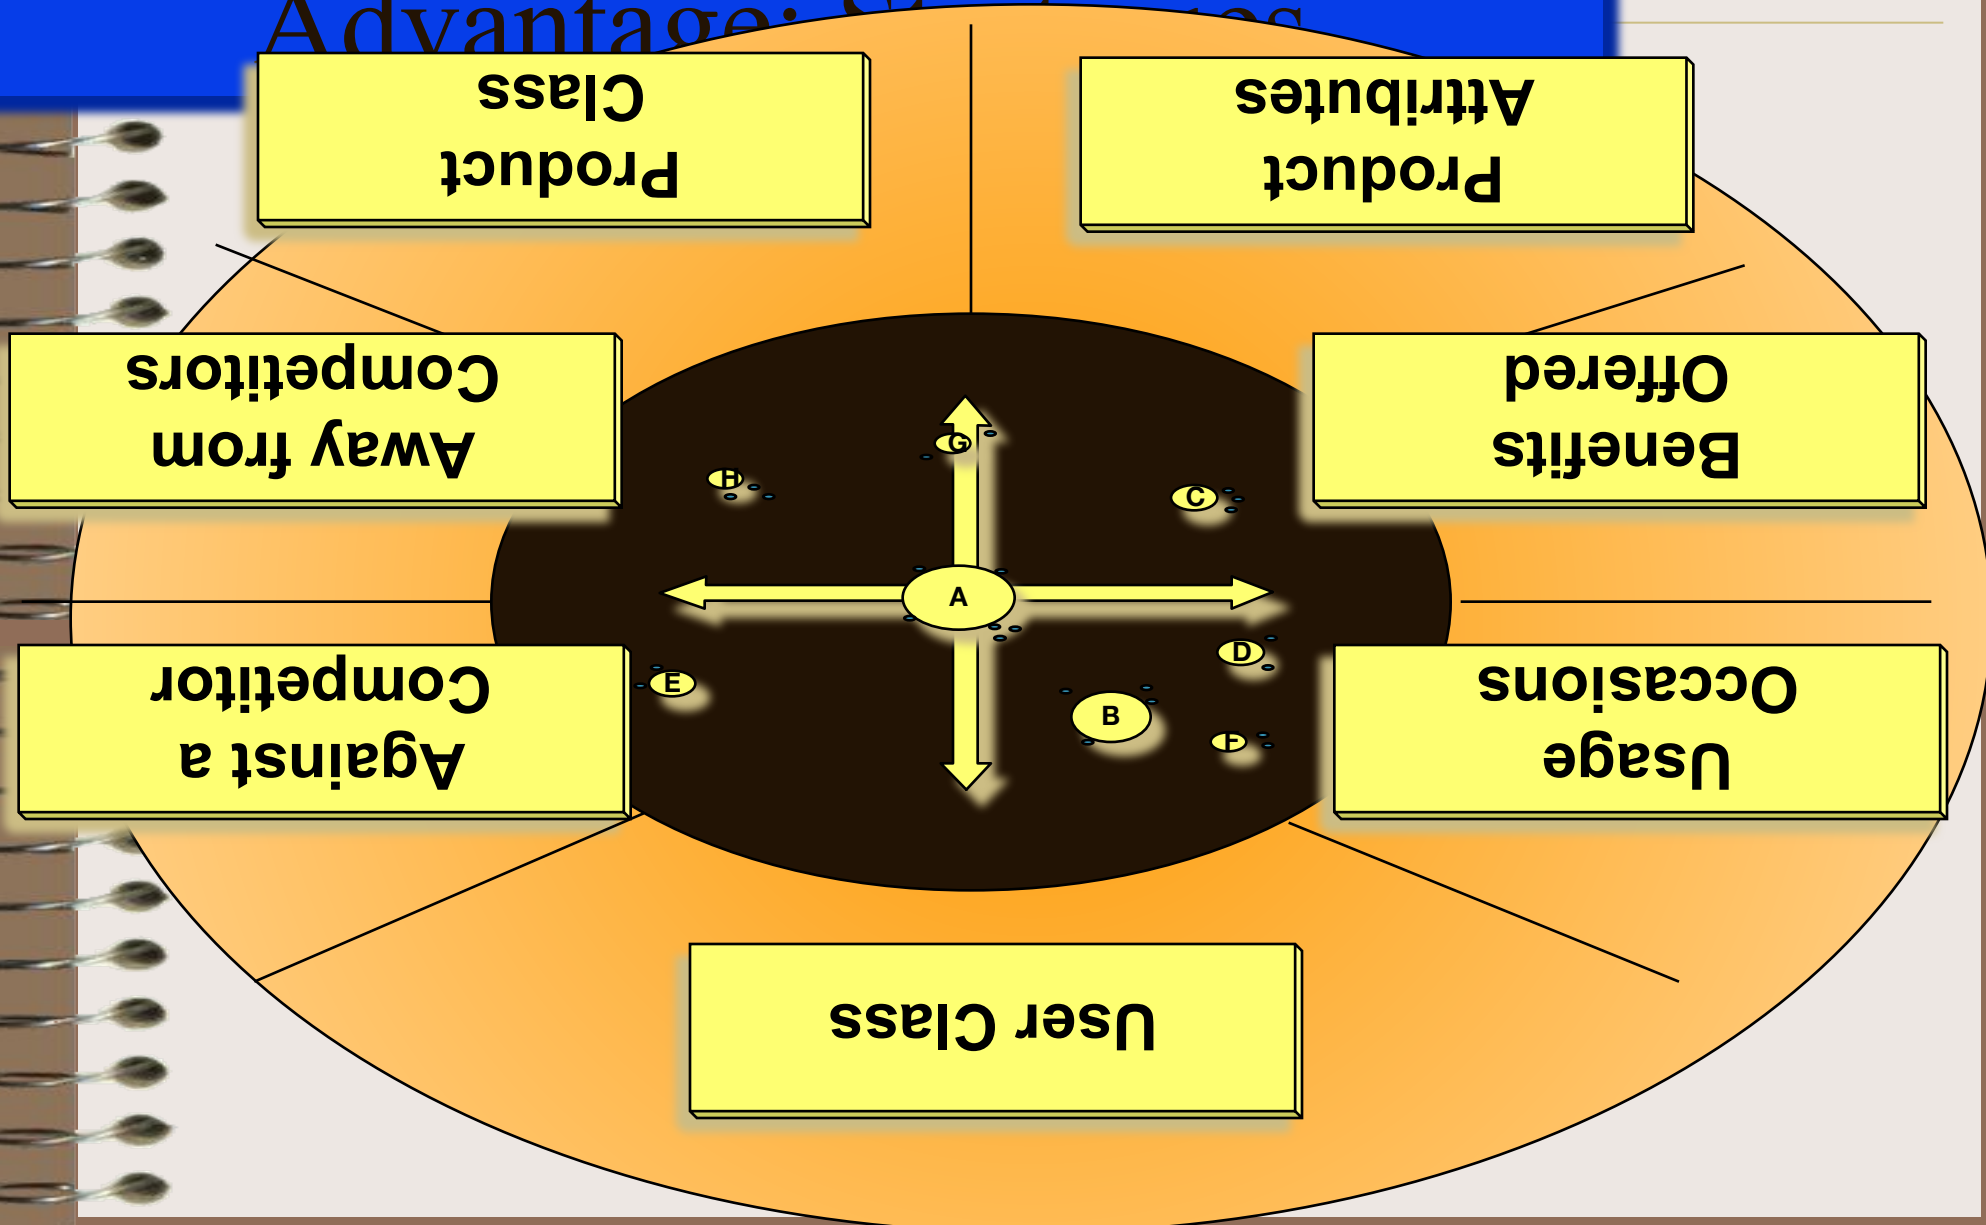 Advantage:
Product
Class
Product
Attributes
Away from
Competitors
Benefits
Offered
G
H
C
A
D
E
B
F
Against a
Competitor
Usage
Occasions
User Class